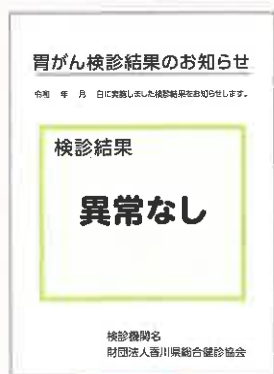 胃がん検診結果のお知らせ
令和 年 月 日に実施しました検診結果をお知らせします。
検診結果
異常なし
検診機関名
財団法人香川県総合健診協会